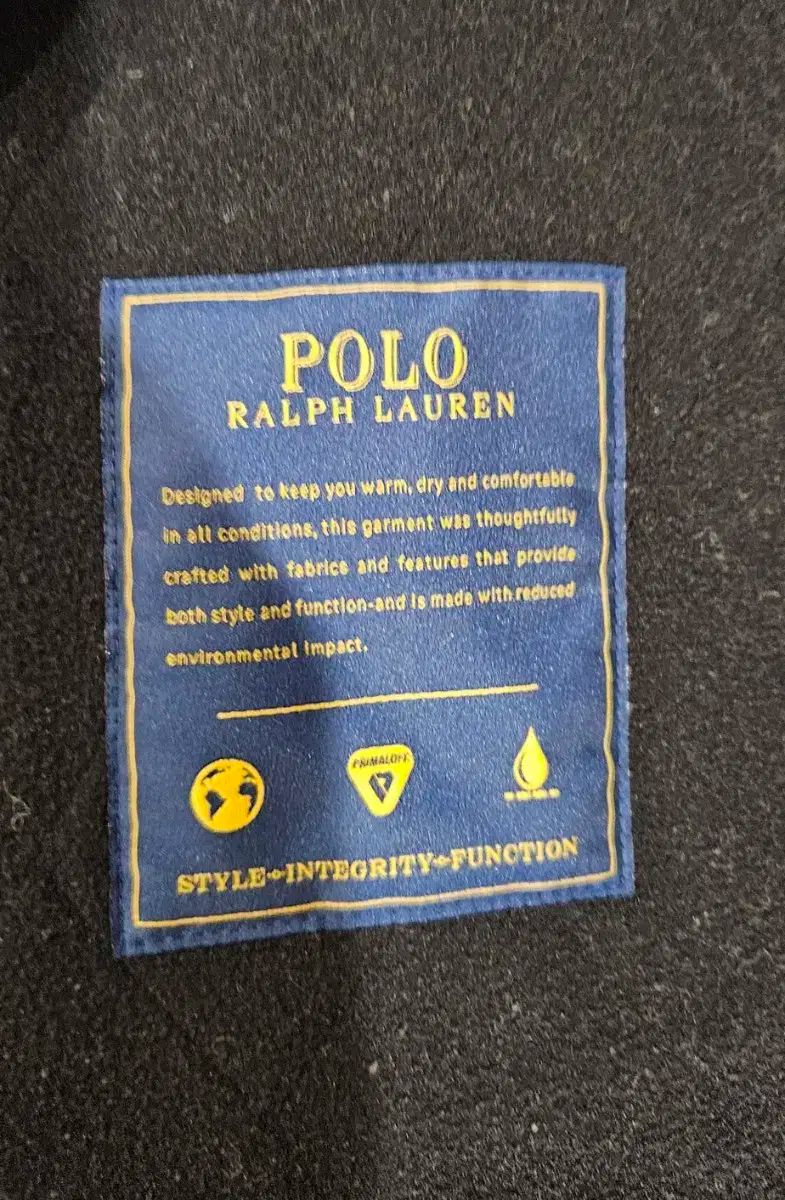 POLO
RALPH LAUREN
Designed to keep you warm, dry and comfortable
in all conditions, this garment was thoughtfully
crafted with fabrics and features that provide
both style and function-and is made with reduced
environmental impact.
PRIMALOFT
STYLE-INTEGRITY-FUNCTION